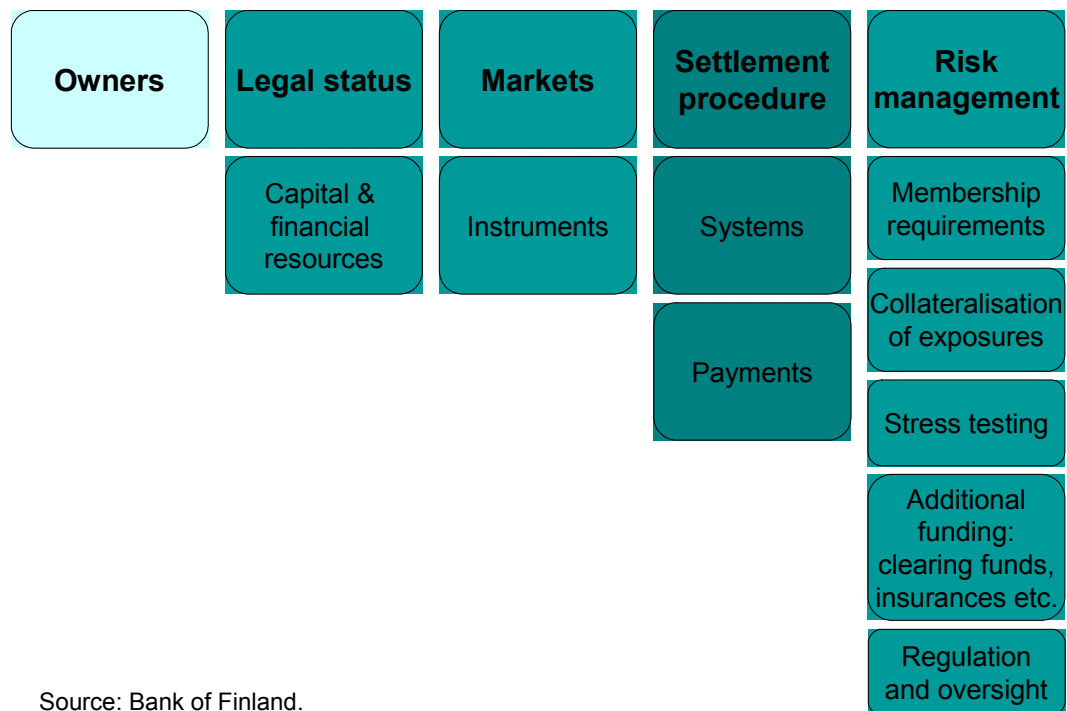 Owners
Legal status
Markets
Settlement
procedure
Risk
management
Capital &
financial
resources
Instruments
Systems
Payments
Membership
requirements
Collateralisation
of exposures
Stress testing
Additional
funding:
clearing funds,
insurances etc.
Regulation
and oversight
Source: Bank of Finland.